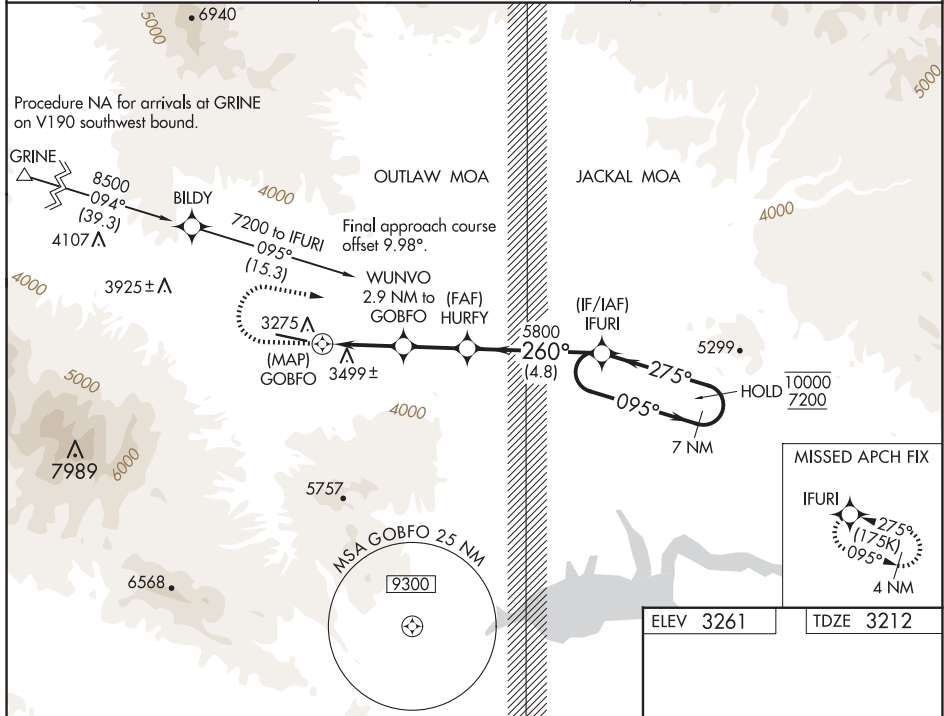 5000
6940
5000
Procedure NA for arrivals at GRINE
on V190 southwest bound.
GRINE
8500
094°
(39.3)
4107
BILDY
4000
OUTLAW MOA
JACKAL MOA
4000
7200 to IFURI
095°
(15.3)
Final approach course
offset 9.98°.
4000
3925±
WUNVO
2.9 NM to
GOBFO
(FAF)
HURFY
(IF/IAF)
IFURI
3275
(MAP)
GOBFO
3499±
5800
260°
(4.8)
5299
275°
095°
HOLD
10000
7200
7 NM
5000
4000
7989
6000
5757
MISSED APCH FIX
IFURI
275°
(175K)
095°
4 NM
MSA GOBFO 25 NM
9300
6568
ELEV 3261
TDZE 3212